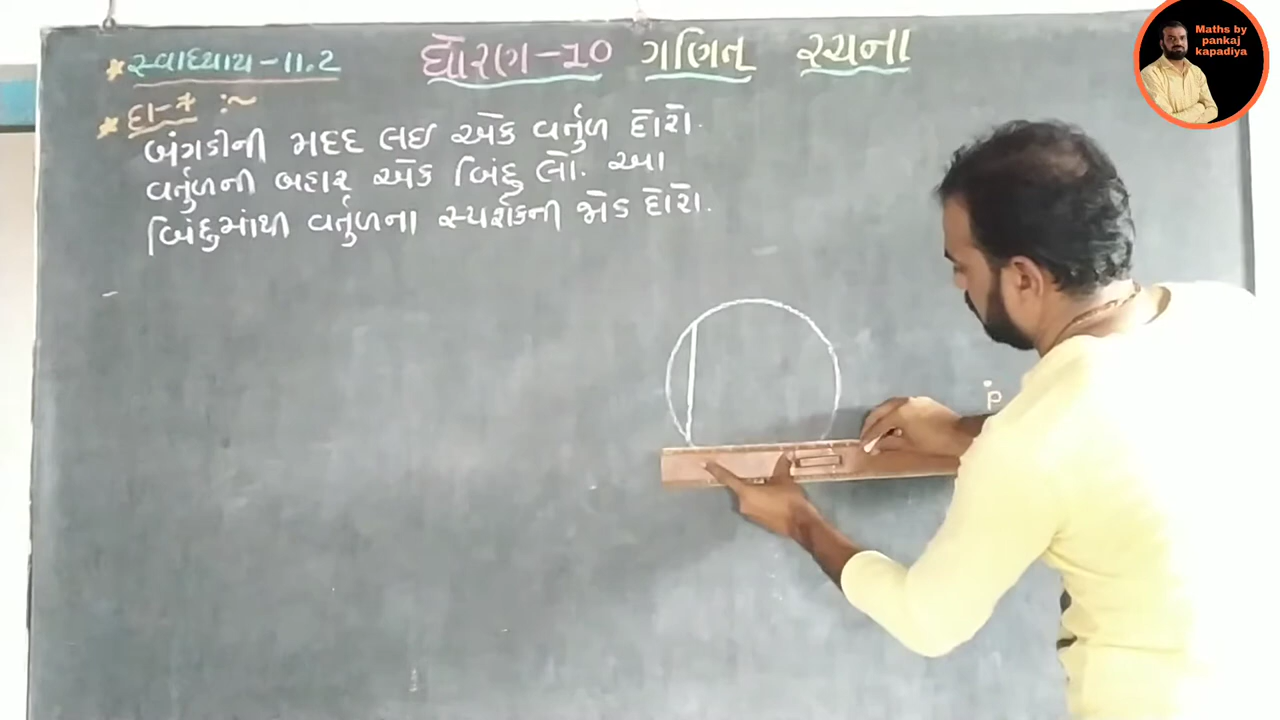 સ્વાધ્યાય-11.2
ધોરણ-10 ગણિત રચના
દા-* :~
બંગડીની મદદ લઈ એક વર્તુળ દોરો.
વર્તુળની બહાર એક બિંદુ લો. આ
બિંદુમાંથી વર્તુળના સ્પર્શકની જોડ દોરો.
P
Maths by
pankaj
kapadiya